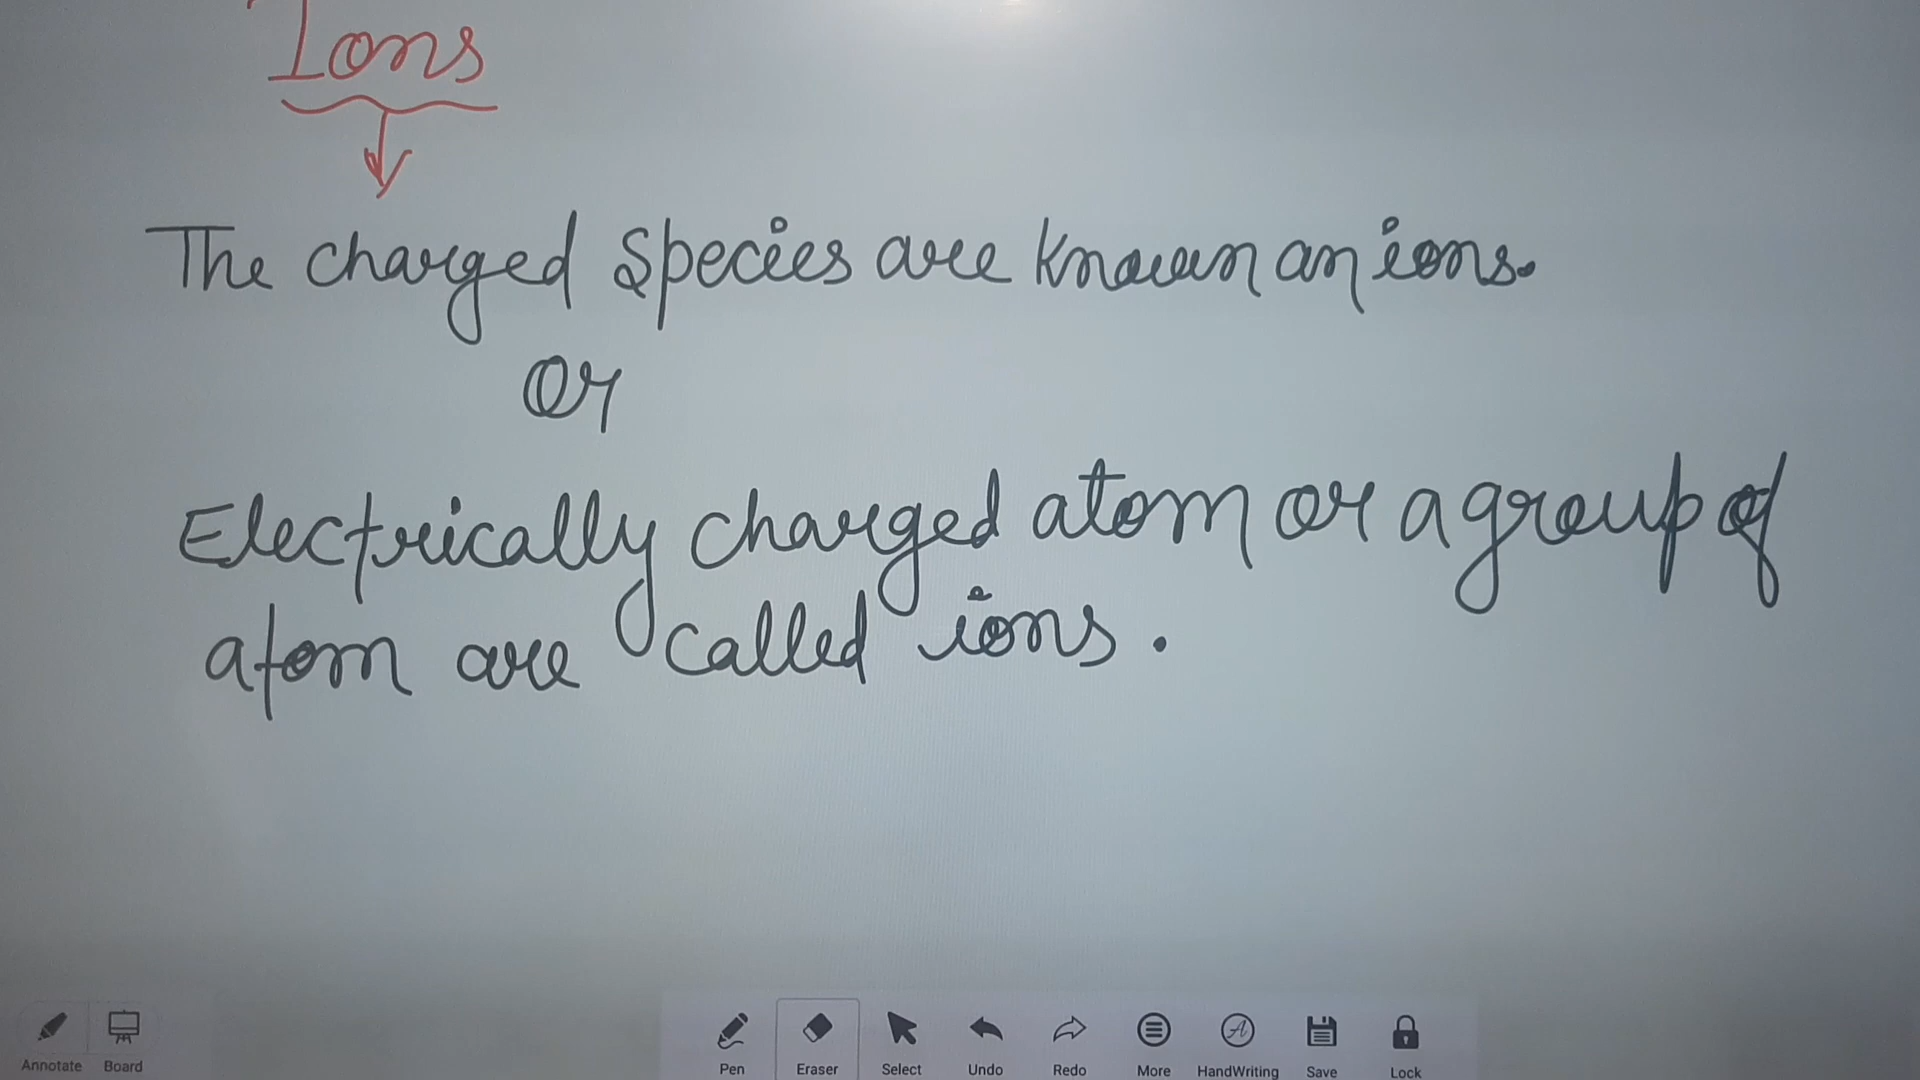 Ions
The charged species are known an ions.
or
Electrically charged atom or a group of
atom are called ions.
Annotate Board Pen Eraser Select Undo Redo More HandWriting Save Lock